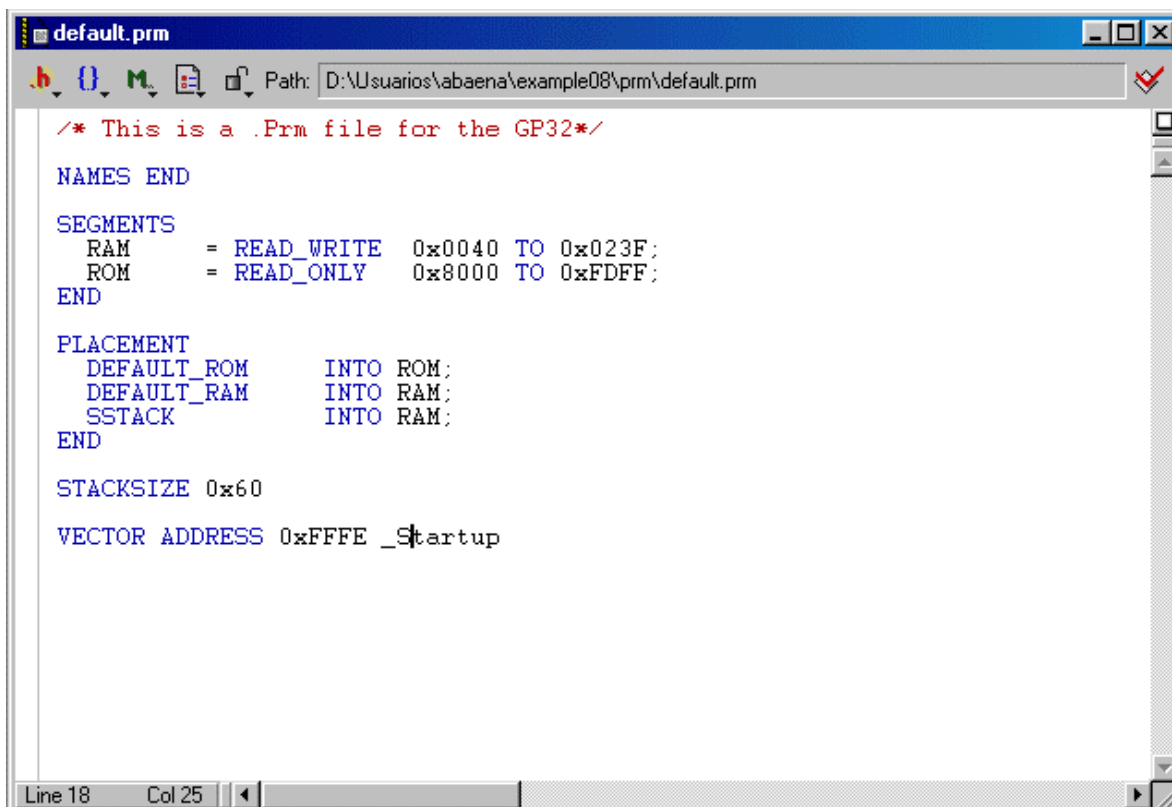 default.prm
.h {} M. Path: D:\Usuarios\abaena\example08\prm\default.prm
/* This is a .Prm file for the GP32*/
NAMES END
SEGMENTS
RAM = READ_WRITE 0x0040 TO 0x023F;
ROM = READ_ONLY 0x8000 TO 0xFDFF;
END
PLACEMENT
DEFAULT_ROM INTO ROM;
DEFAULT_RAM INTO RAM;
SSTACK INTO RAM;
END
STACKSIZE 0x60
VECTOR ADDRESS 0xFFFE _Startup
Line 18 Col 25